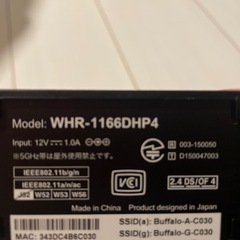 Model: WHR-1166DHP4
Input: 12V⎓1.0A
※5GHz帯は屋外で使用禁止です。
R 003-150050
T D150047003
IEEE802.11b/g/n
IEEE802.11a/n/ac
J52 W52 W53 W56
VCCI
2.4 DS/OF 4
Made in China Product designed in Japan
MAC: 343DC4B6C030
SSID(a): Buffalo-A-C030
SSID(g): Buffalo-G-C030